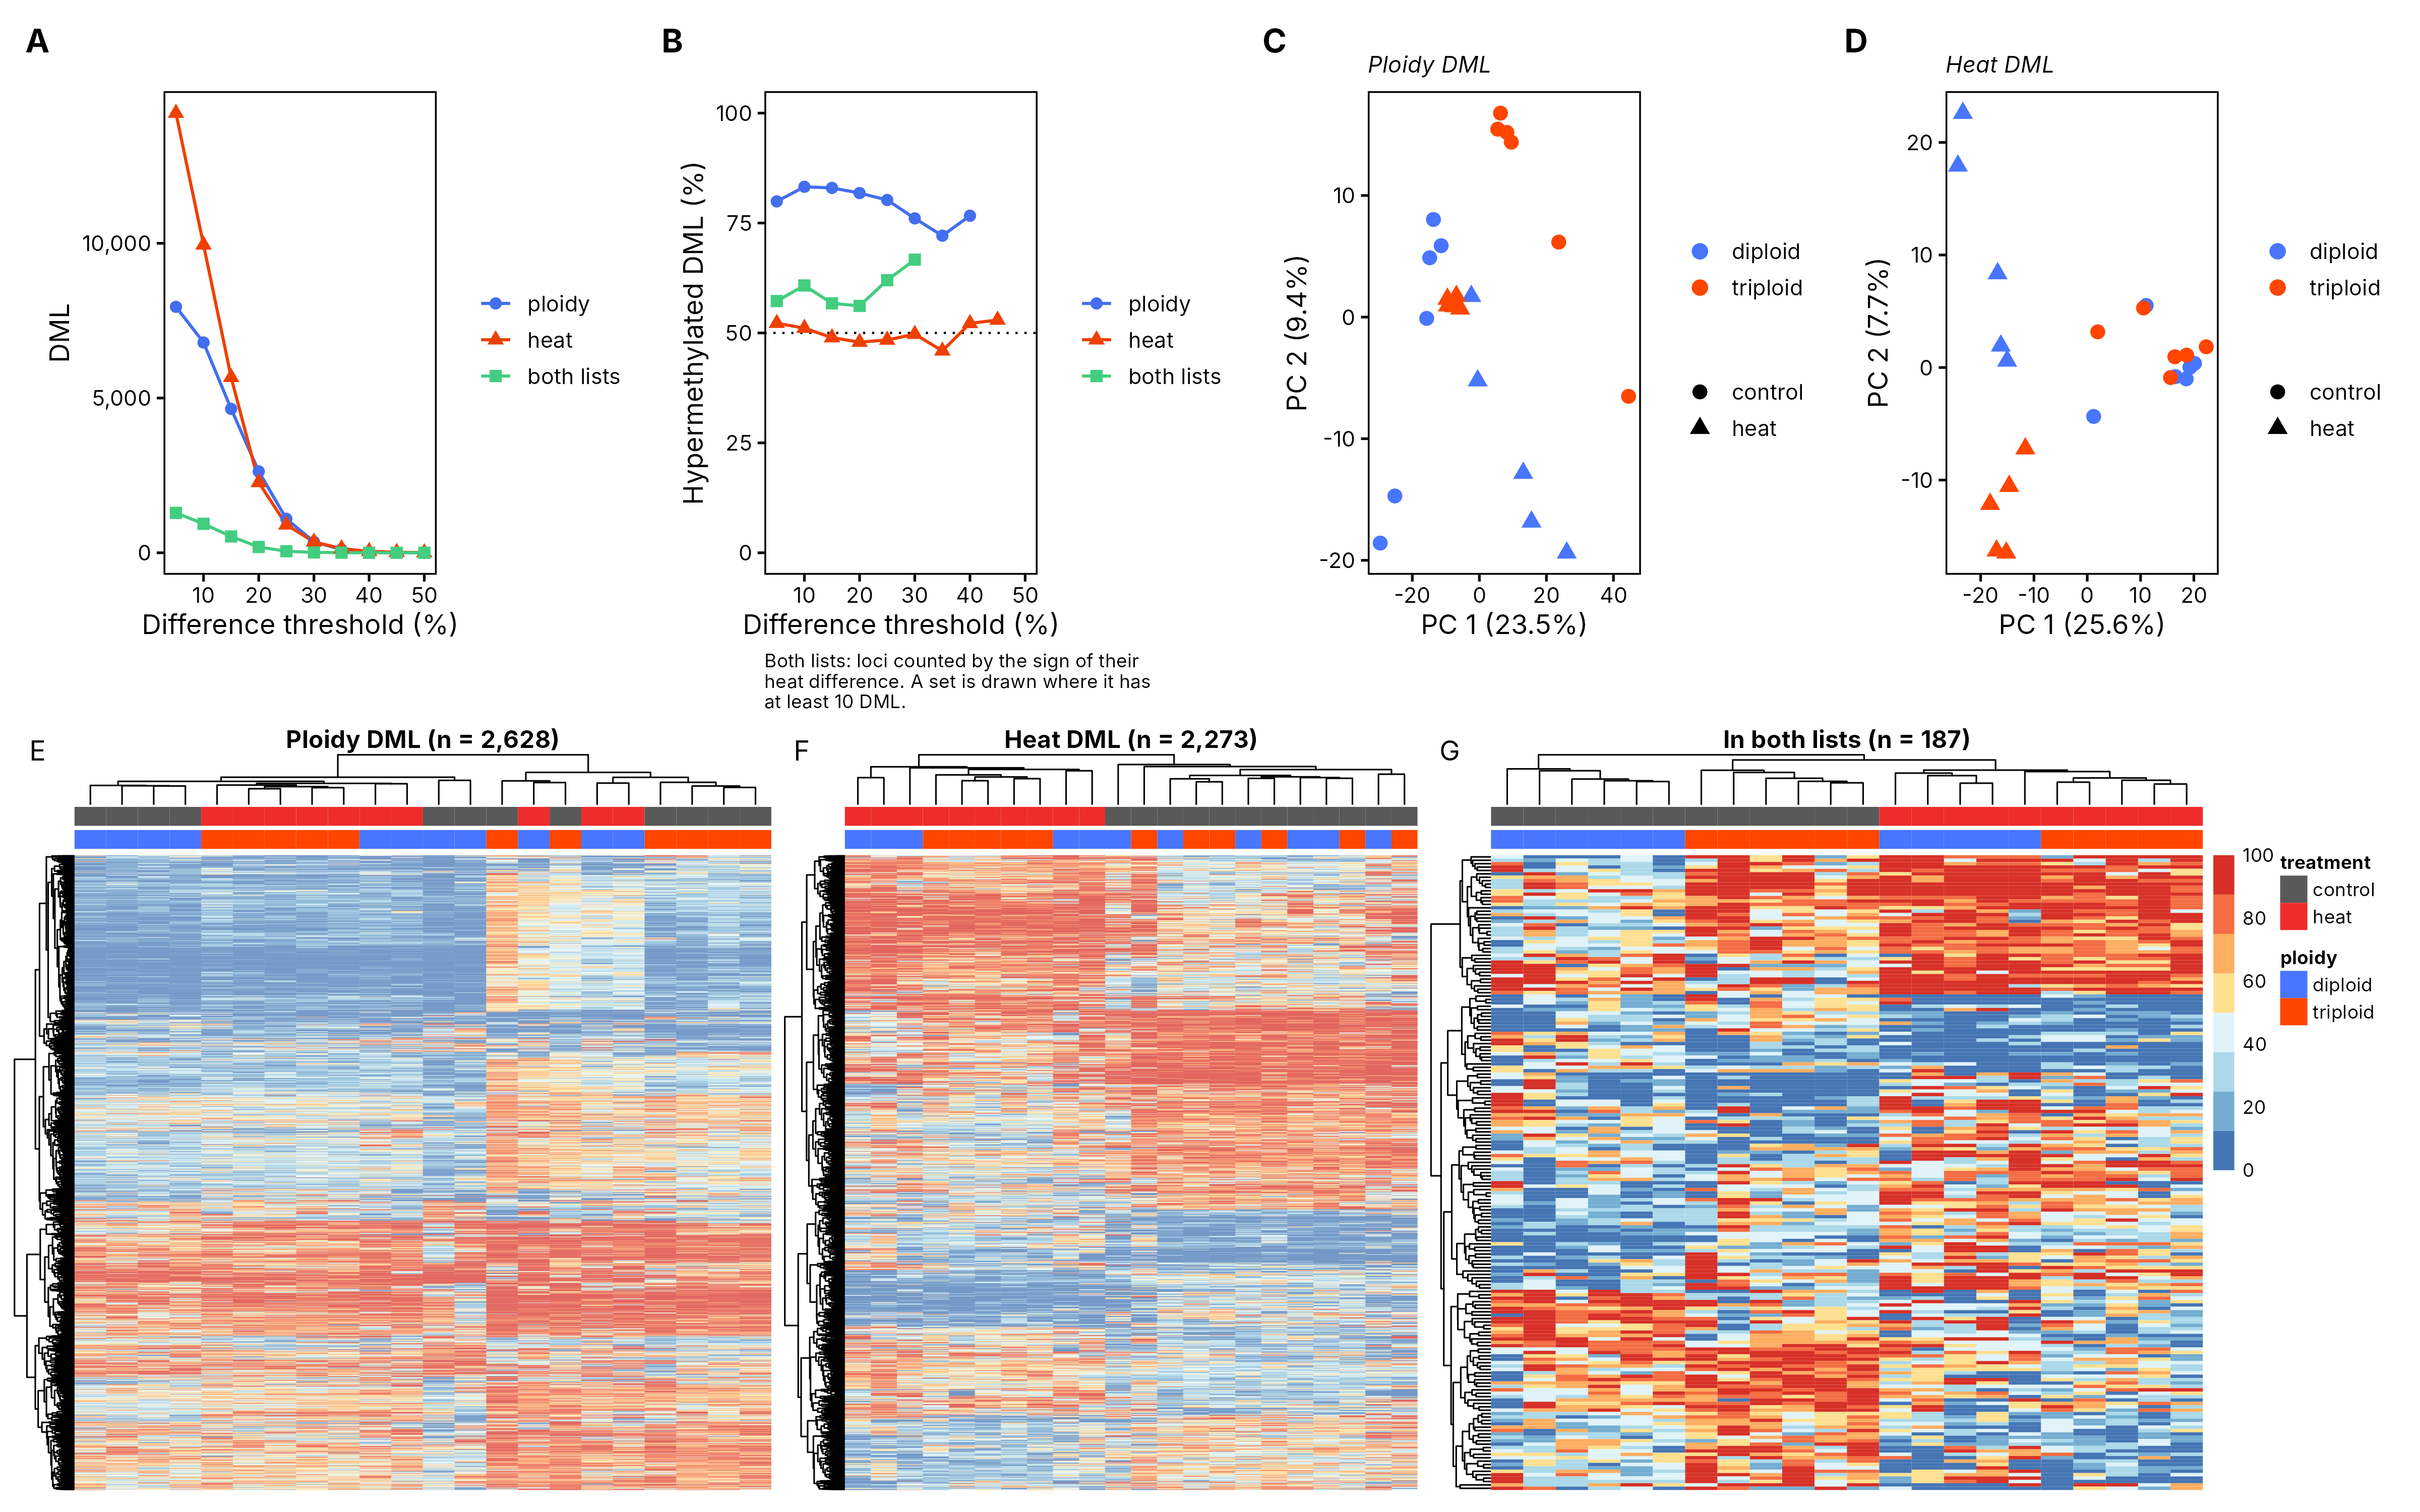 A
DML
10,000
5,000
0
10 20 30 40 50
Difference threshold (%)
ploidy
heat
both lists
B
Hypermethylated DML (%)
100
75
50
25
0
10 20 30 40 50
Difference threshold (%)
Both lists: loci counted by the sign of their
heat difference. A set is drawn where it has
at least 10 DML.
ploidy
heat
both lists
C
Ploidy DML
PC 2 (9.4%)
10
0
-10
-20
-20 0 20 40
PC 1 (23.5%)
diploid
triploid
control
heat
D
Heat DML
PC 2 (7.7%)
20
10
0
-10
-20 -10 0 10 20
PC 1 (25.6%)
diploid
triploid
control
heat
E
Ploidy DML (n = 2,628)
F
Heat DML (n = 2,273)
G
In both lists (n = 187)
100
80
60
40
20
0
treatment
control
heat
ploidy
diploid
triploid